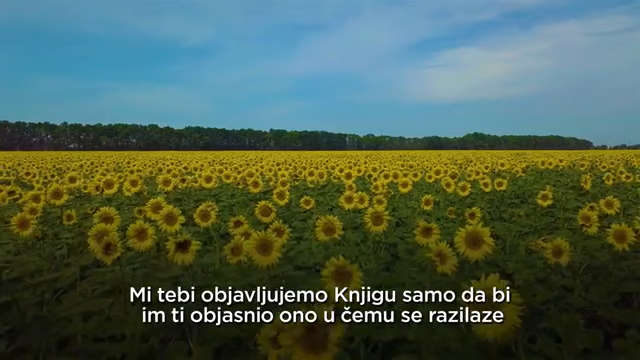 Mi tebi objavljujemo Knjigu samo da bi
im ti objasnio ono u čemu se razilaze